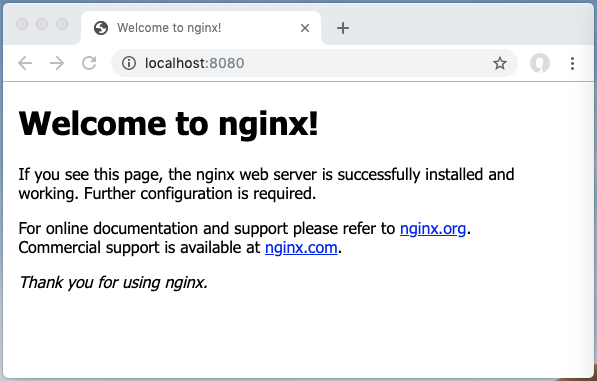 Welcome to nginx!
localhost:8080
Welcome to nginx!
If you see this page, the nginx web server is successfully installed and
working. Further configuration is required.
For online documentation and support please refer to nginx.org.
Commercial support is available at nginx.com.
Thank you for using nginx.